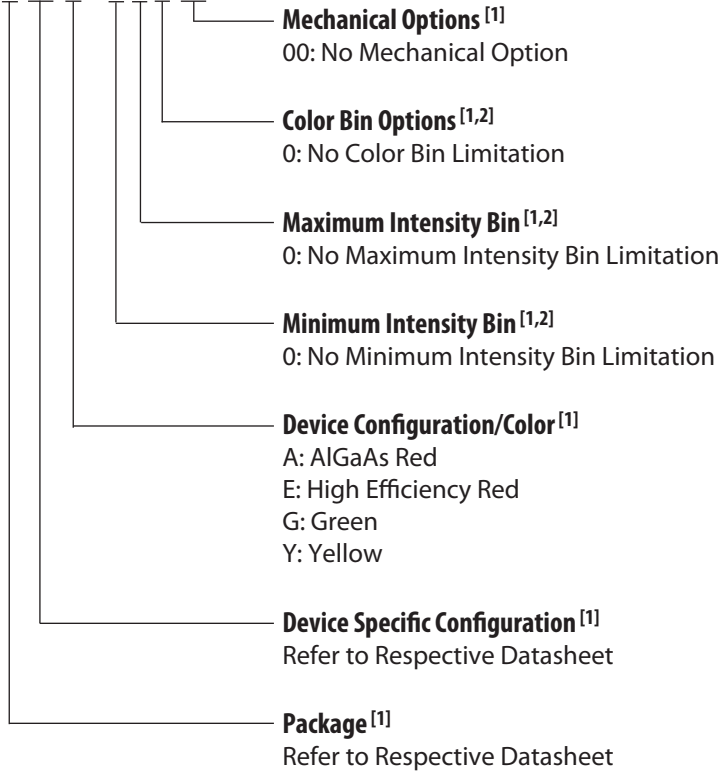 Mechanical Options [1]
00: No Mechanical Option
Color Bin Options [1,2]
0: No Color Bin Limitation
Maximum Intensity Bin [1,2]
0: No Maximum Intensity Bin Limitation
Minimum Intensity Bin [1,2]
0: No Minimum Intensity Bin Limitation
Device Configuration/Color [1]
A: AlGaAs Red
E: High Efficiency Red
G: Green
Y: Yellow
Device Specific Configuration [1]
Refer to Respective Datasheet
Package [1]
Refer to Respective Datasheet